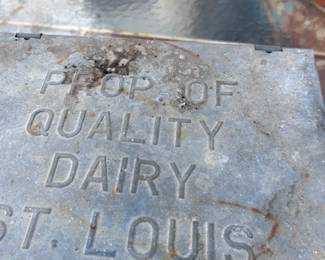 PROP. OF
QUALITY
DAIRY
ST. LOUIS